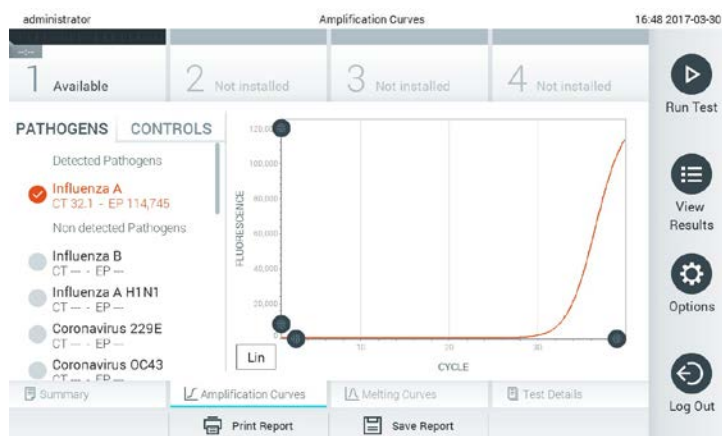 administrator
Amplification Curves
16:48 2017-03-30
--:--
1 Available
2 Not installed
3 Not installed
4 Not installed
Run Test
View
Results
Options
Log Out
PATHOGENS
CONTROLS
Detected Pathogens
Influenza A
CT 32.1 - EP 114,745
Non detected Pathogens
Influenza B
CT --- - EP ---
Influenza A H1N1
CT --- - EP ---
Coronavirus 229E
CT --- - EP ---
Coronavirus OC43
CT --- - EP ---
FLUORESCENCE
100,000
80,000
60,000
40,000
20,000
0
10
20
30
CYCLE
Lin
Summary
Amplification Curves
Melting Curves
Test Details
Print Report
Save Report